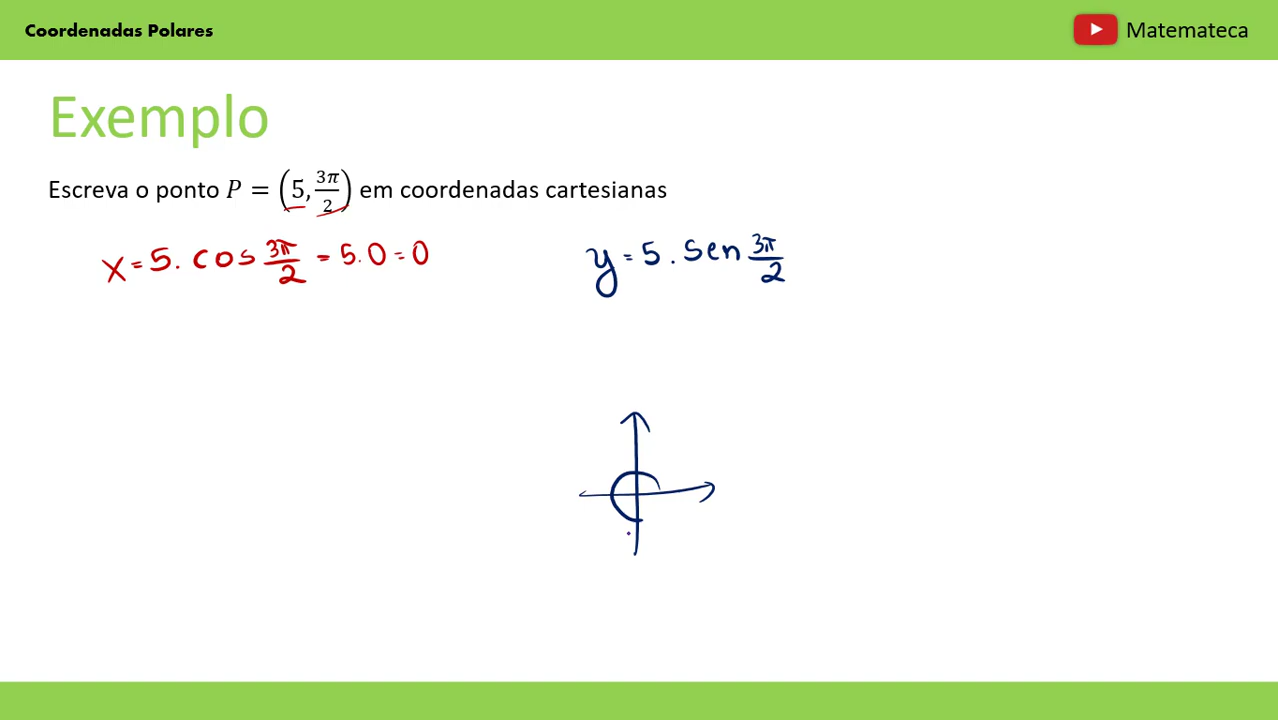 Coordenadas Polares
Matemateca
Exemplo
Escreva o ponto P = (5, 3π/2) em coordenadas cartesianas
x = 5 . cos 3π/2 = 5.0 = 0
y = 5 . sen 3π/2